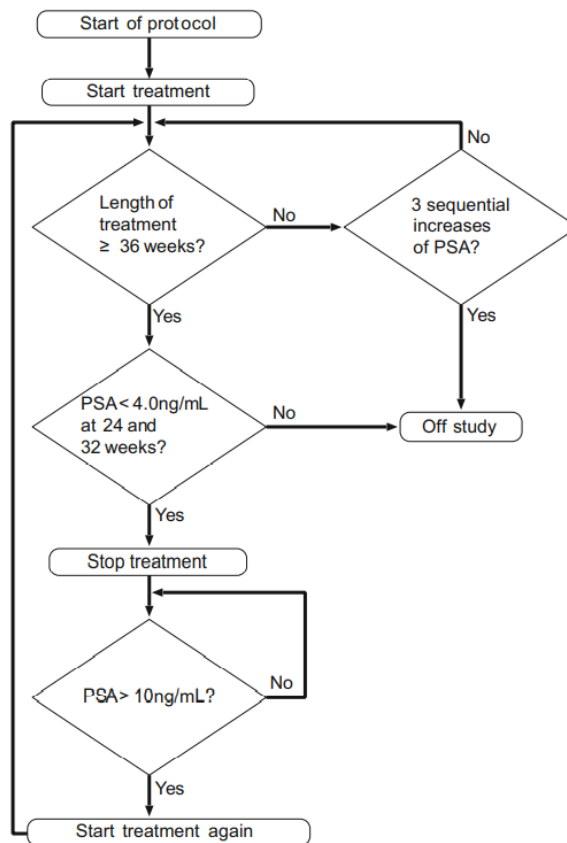 Start of protocol
Start treatment
No
Length of
treatment
≥ 36 weeks?
No
3 sequential
increases
of PSA?
Yes
Yes
PSA< 4.0ng/mL
at 24 and
32 weeks?
No
Off study
Yes
Stop treatment
PSA> 10ng/mL?
No
Yes
Start treatment again